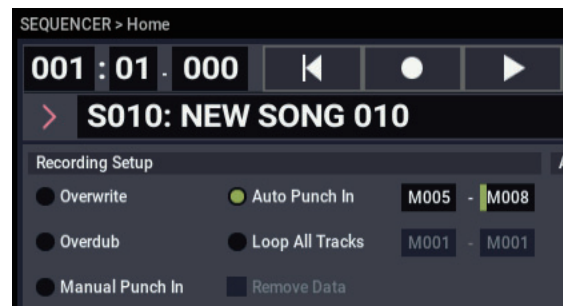 SEQUENCER > Home
001 : 01 . 000
> S010: NEW SONG 010
Recording Setup
Overwrite Auto Punch In M005 - M008
Overdub Loop All Tracks M001 - M001
Manual Punch In Remove Data